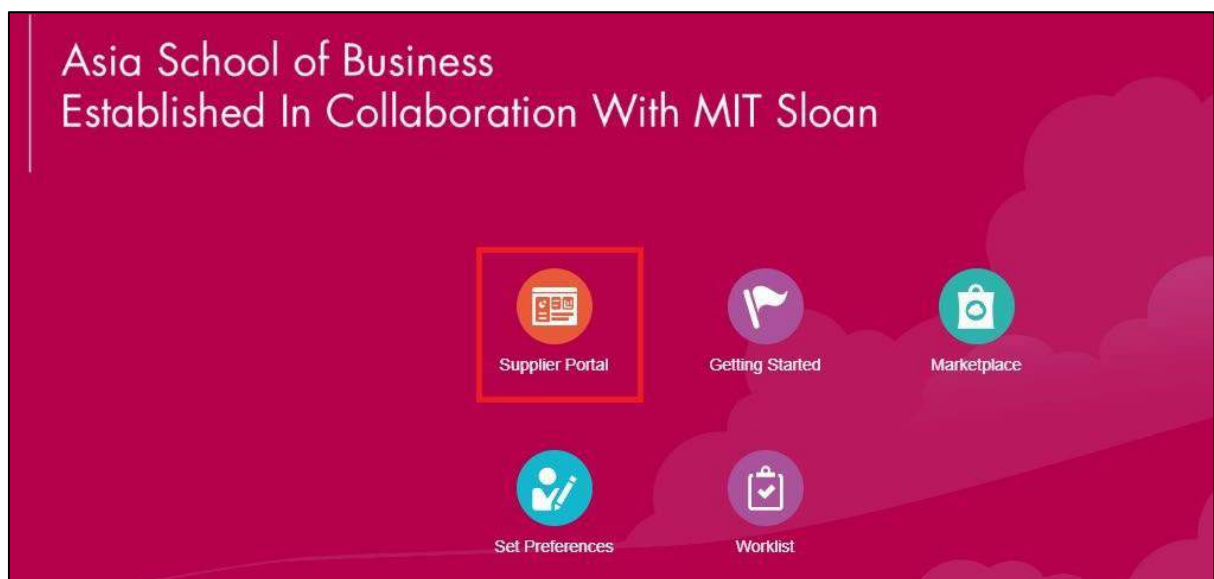 Asia School of Business
Established In Collaboration With MIT Sloan
Supplier Portal
Getting Started
Marketplace
Set Preferences
Worklist